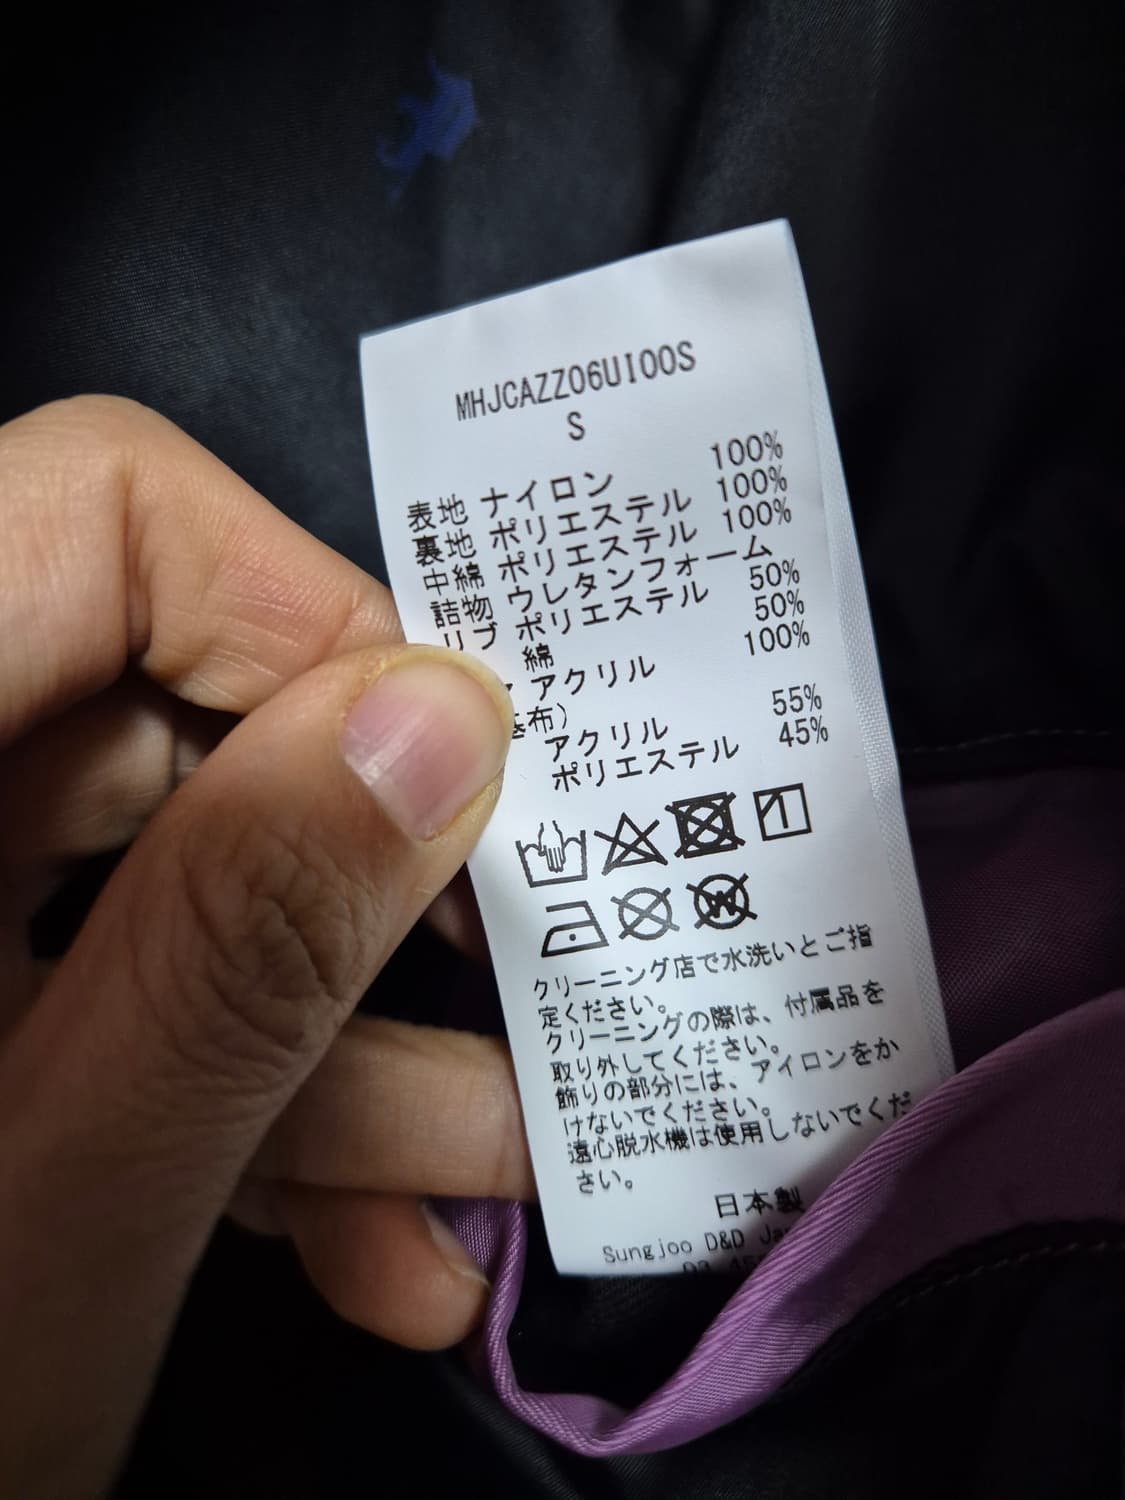 MHJCAZZ06UI00S
S
表地 ナイロン 100%
裏地 ポリエステル 100%
中綿 ポリエステル 100%
詰物 ウレタンフォーム
リブ ポリエステル 50%
綿 50%
アクリル 100%
基布)
アクリル 55%
ポリエステル 45%
W
クリーニング店で水洗いとご指
定ください。
クリーニングの際は、付属品を
取り外してください。
飾りの部分には、アイロンをか
けないでください。
遠心脱水機は使用しないでくだ
さい。
日本製
Sungjoo D&D